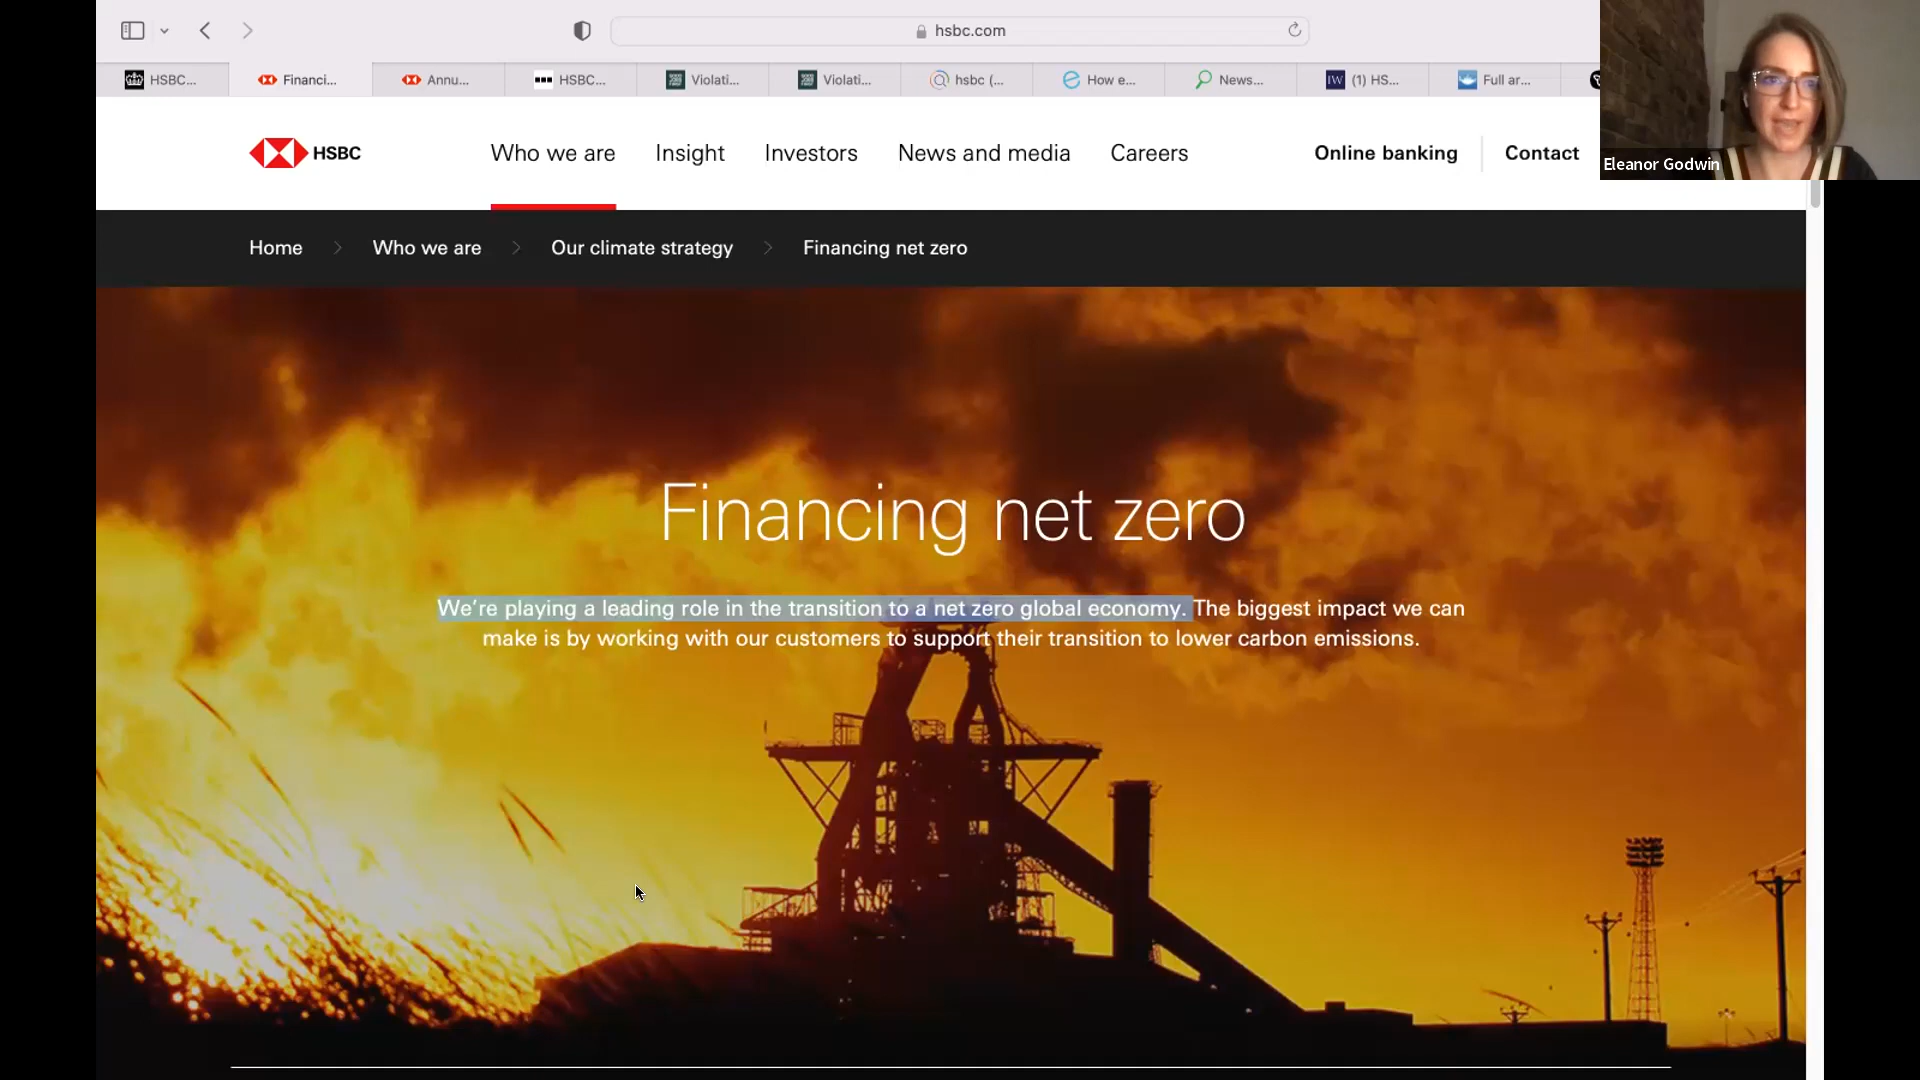 hsbc.com
HSBC...
Financi...
Annu...
HSBC...
Violati...
Violati...
hsbc (...
How e...
News...
IW
(1) HS...
Full ar...
HSBC
Who we are
Insight
Investors
News and media
Careers
Online banking
Contact
Eleanor Godwin
Home
Who we are
Our climate strategy
Financing net zero
Financing net zero
We're playing a leading role in the transition to a net zero global economy. The biggest impact we can
make is by working with our customers to support their transition to lower carbon emissions.